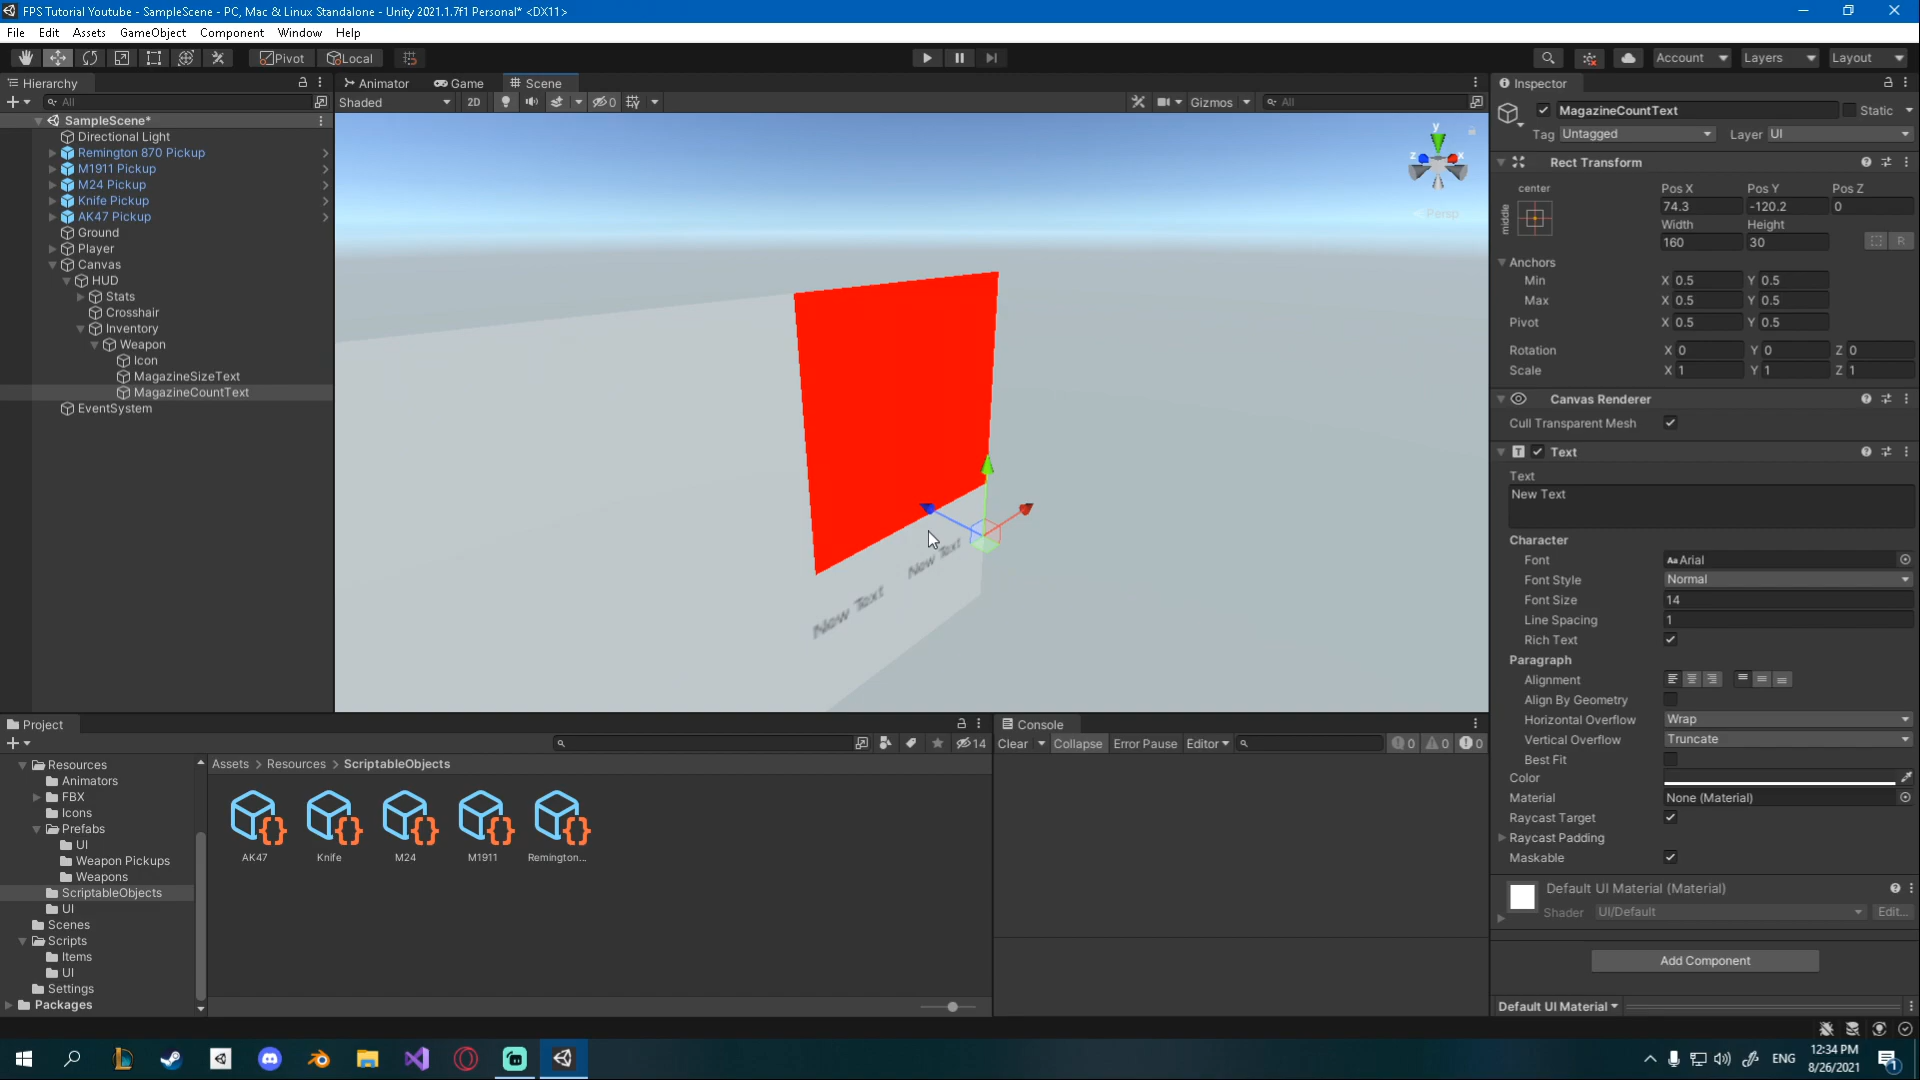 FPS Tutorial Youtube - SampleScene - PC, Mac & Linux Standalone - Unity 2021.1.7f1 Personal* <DX11>
File Edit Assets GameObject Component Window Help
Pivot Local Account Layers Layout
Hierarchy
All
SampleScene*
Directional Light
Remington 870 Pickup
M1911 Pickup
M24 Pickup
Knife Pickup
AK47 Pickup
Ground
Player
Canvas
HUD
Stats
Crosshair
Inventory
Weapon
Icon
MagazineSizeText
MagazineCountText
EventSystem
Animator Game Scene
Shaded 2D 0 Gizmos All
y
z x
Persp
New Text
New Text
Inspector
MagazineCountText Static
Tag Untagged Layer UI
Rect Transform
center
middle
Pos X Pos Y Pos Z
74.3 -120.2 0
Width Height
160 30
R
Anchors
Min X 0.5 Y 0.5
Max X 0.5 Y 0.5
Pivot X 0.5 Y 0.5
Rotation X 0 Y 0 Z 0
Scale X 1 Y 1 Z 1
Canvas Renderer
Cull Transparent Mesh
Text
Text
New Text
Character
Font Aa Arial
Font Style Normal
Font Size 14
Line Spacing 1
Rich Text
Paragraph
Alignment
Align By Geometry
Horizontal Overflow Wrap
Vertical Overflow Truncate
Best Fit
Color
Material None (Material)
Raycast Target
Raycast Padding
Maskable
Default UI Material (Material)
Shader UI/Default Edit...
Add Component
Default UI Material
Project
14
Resources
Animators
FBX
Icons
Prefabs
UI
Weapon Pickups
Weapons
ScriptableObjects
UI
Scenes
Scripts
Items
UI
Settings
Packages
Assets > Resources > ScriptableObjects
AK47 Knife M24 M1911 Remington...
Console
Clear Collapse Error Pause Editor 0 0 0
ENG 12:34 PM
8/26/2021
1